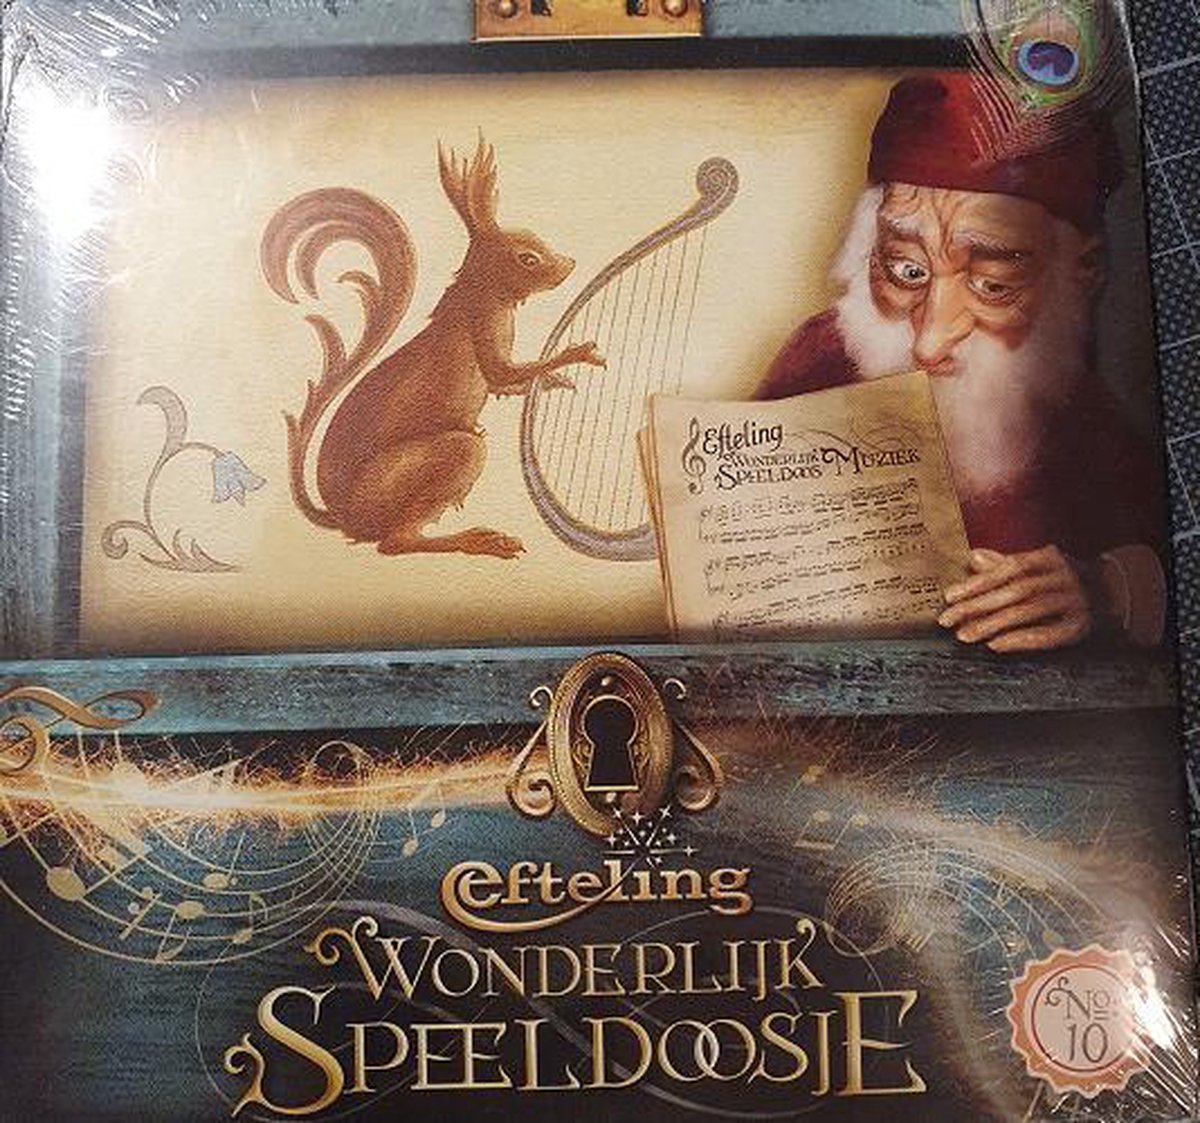 Efteling
Wonderlijk
Speeldoos Muziek
efteling
Wonderlijk
Speeldoosje
No
10